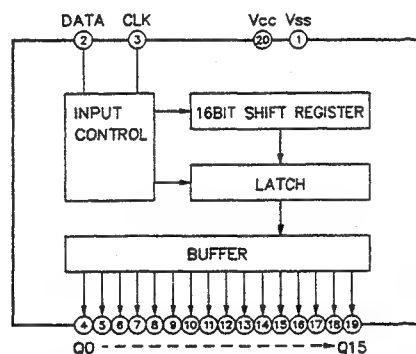 DATA CLK Vcc Vss
2 3 20 1
INPUT CONTROL
16BIT SHIFT REGISTER
LATCH
BUFFER
4 5 6 7 8 9 10 11 12 13 14 15 16 17 18 19
Q0 Q15